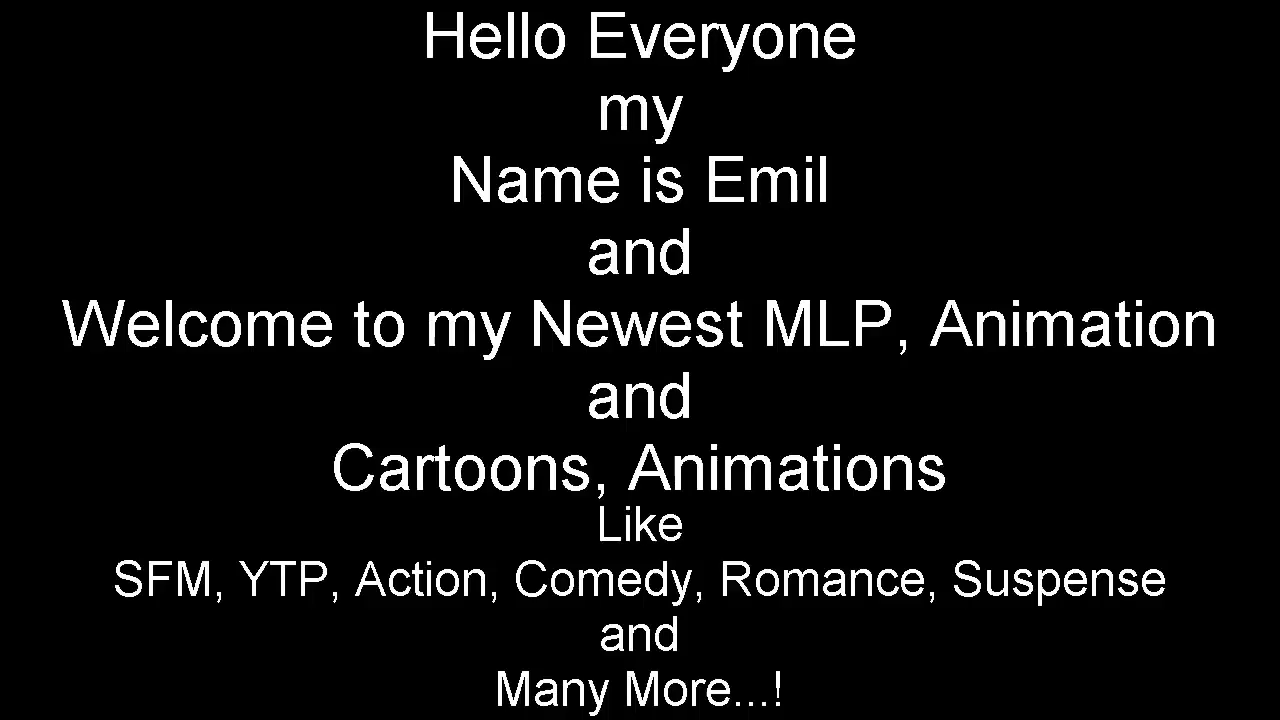 Hello Everyone
my
Name is Emil
and
Welcome to my Newest MLP, Animation
and
Cartoons, Animations
Like
SFM, YTP, Action, Comedy, Romance, Suspense
and
Many More...!